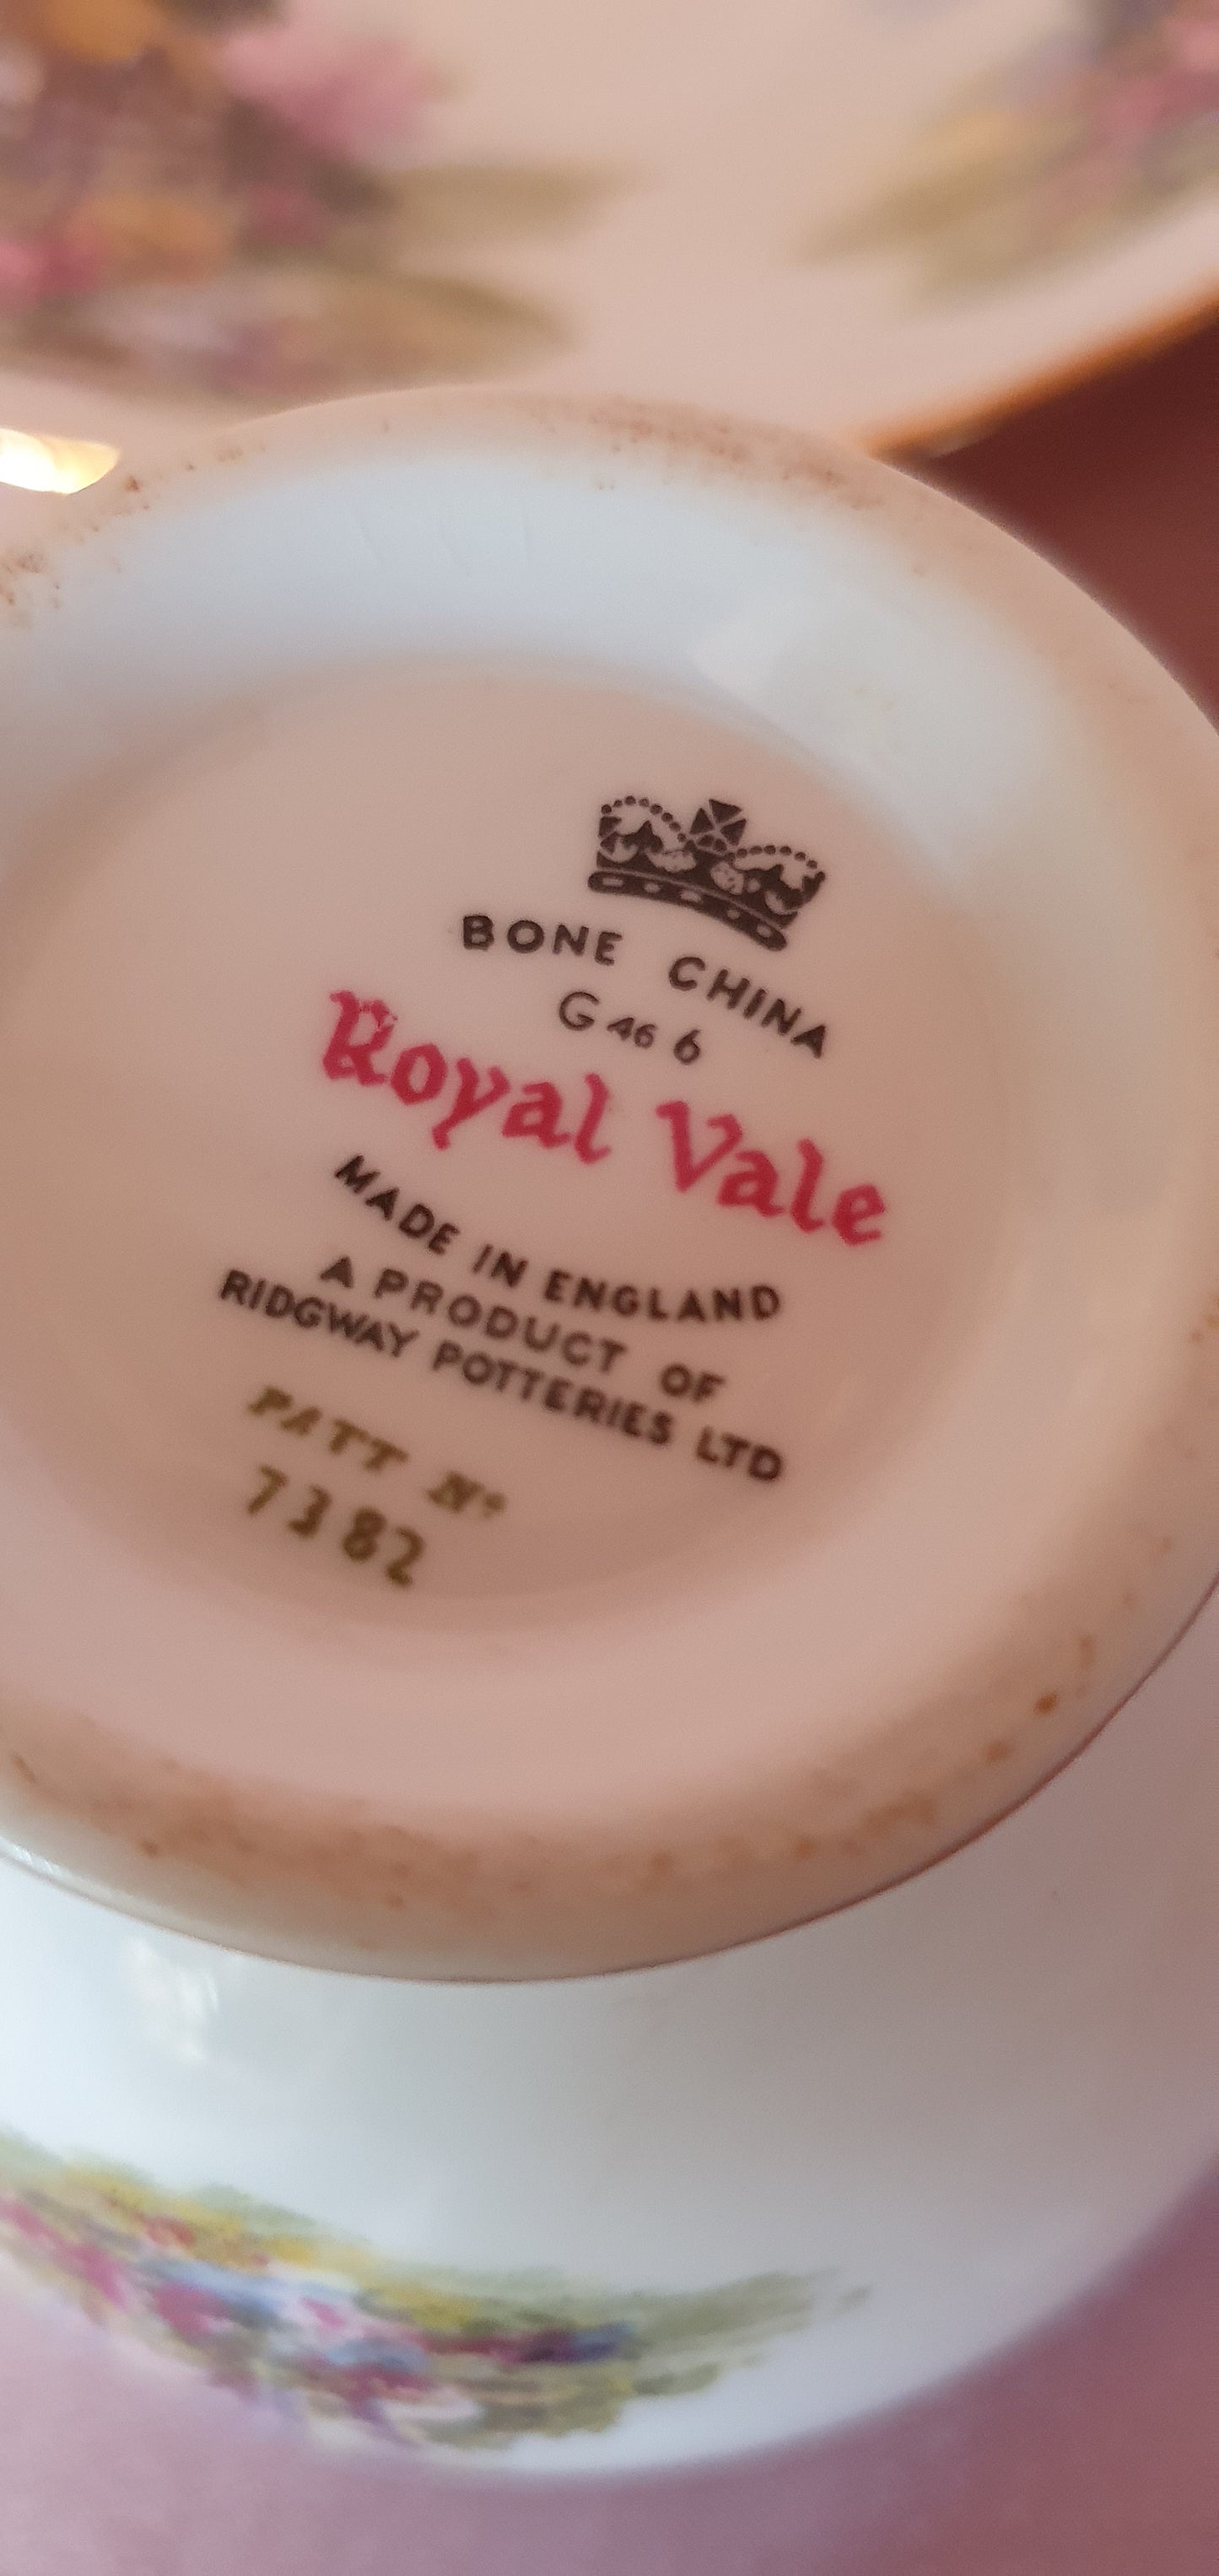 BONE CHINA
G 46 6
Royal Vale
MADE IN ENGLAND
A PRODUCT OF
RIDGWAY POTTERIES LTD
PATT No
7382